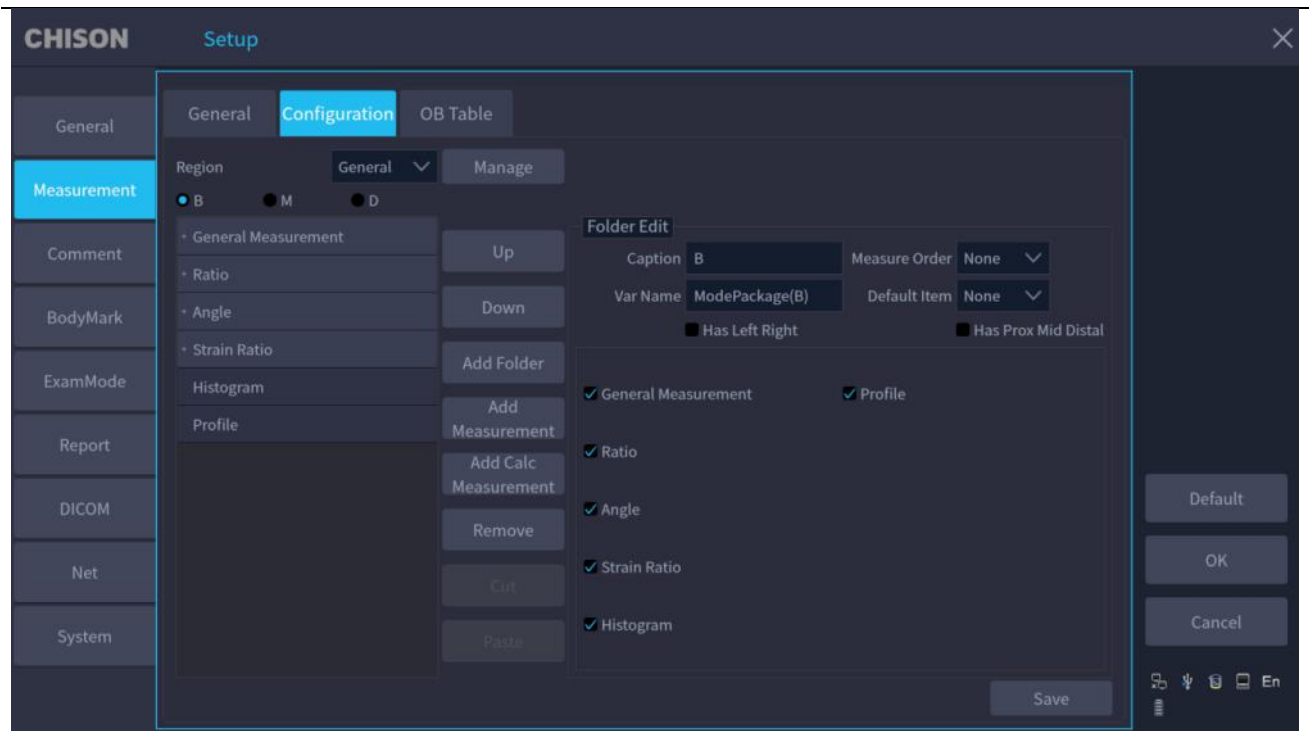 CHISON Setup
General Configuration OB Table
General
Measurement
Comment
BodyMark
ExamMode
Report
DICOM
Net
System
Region General Manage
B M D
General Measurement
Ratio
Angle
Strain Ratio
Histogram
Profile
Up
Down
Add Folder
Add
Measurement
Add Calc
Measurement
Remove
Cut
Paste
Folder Edit
Caption B Measure Order None
Var Name ModePackage(B) Default Item None
Has Left Right Has Prox Mid Distal
General Measurement Profile
Ratio
Angle
Strain Ratio
Histogram
Save
Default
OK
Cancel
En